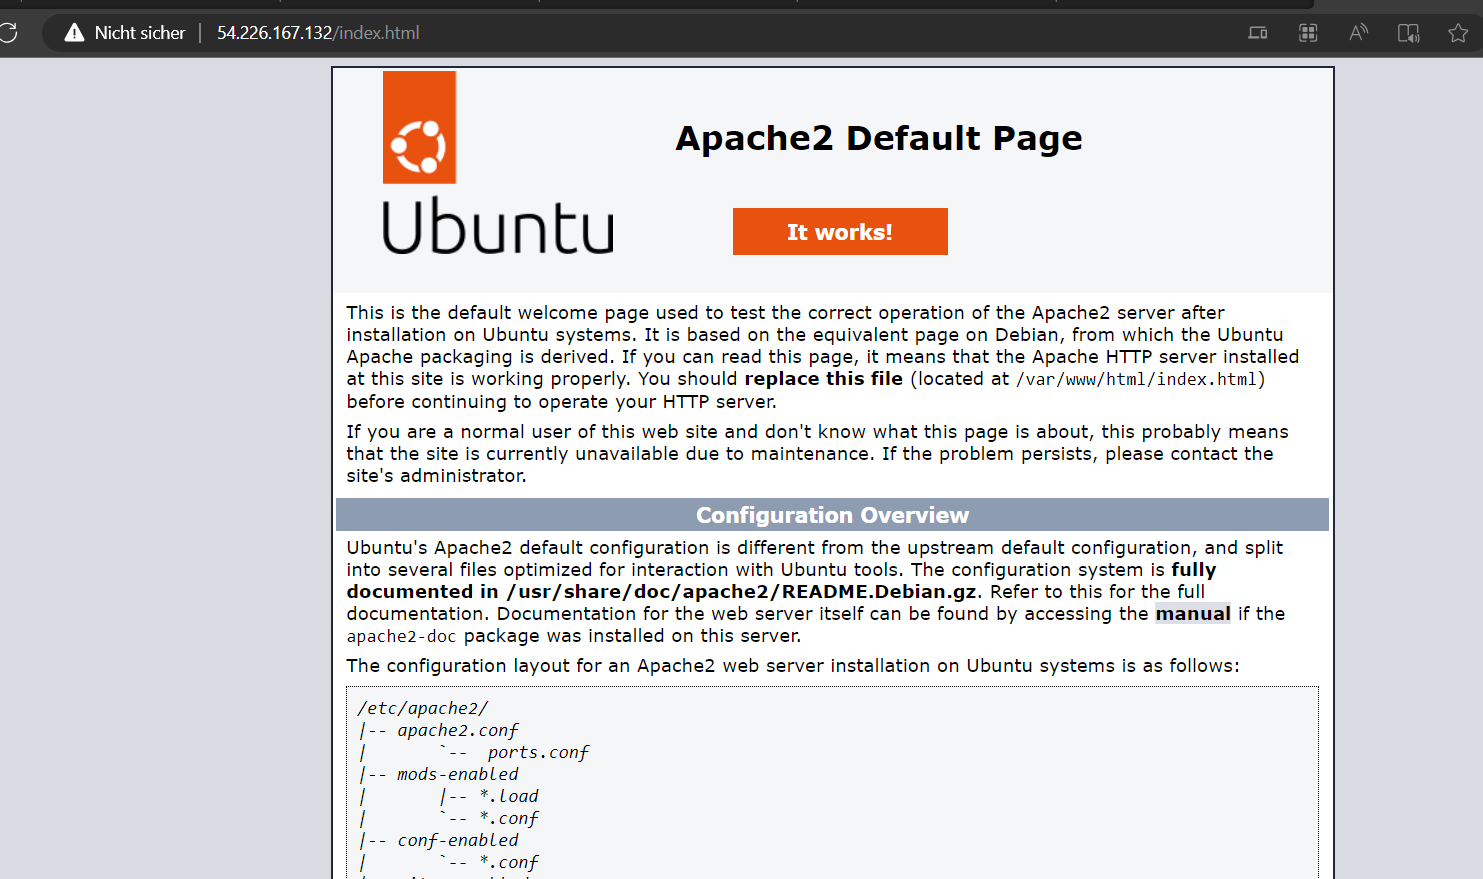 Nicht sicher | 54.226.167.132/index.html
Apache2 Default Page
Ubuntu
It works!
This is the default welcome page used to test the correct operation of the Apache2 server after
installation on Ubuntu systems. It is based on the equivalent page on Debian, from which the Ubuntu
Apache packaging is derived. If you can read this page, it means that the Apache HTTP server installed
at this site is working properly. You should replace this file (located at /var/www/html/index.html)
before continuing to operate your HTTP server.
If you are a normal user of this web site and don't know what this page is about, this probably means
that the site is currently unavailable due to maintenance. If the problem persists, please contact the
site's administrator.
Configuration Overview
Ubuntu's Apache2 default configuration is different from the upstream default configuration, and split
into several files optimized for interaction with Ubuntu tools. The configuration system is fully
documented in /usr/share/doc/apache2/README.Debian.gz. Refer to this for the full
documentation. Documentation for the web server itself can be found by accessing the manual if the
apache2-doc package was installed on this server.
The configuration layout for an Apache2 web server installation on Ubuntu systems is as follows:
/etc/apache2/
|-- apache2.conf
|       `--  ports.conf
|-- mods-enabled
|       |-- *.load
|       `-- *.conf
|-- conf-enabled
|       `-- *.conf